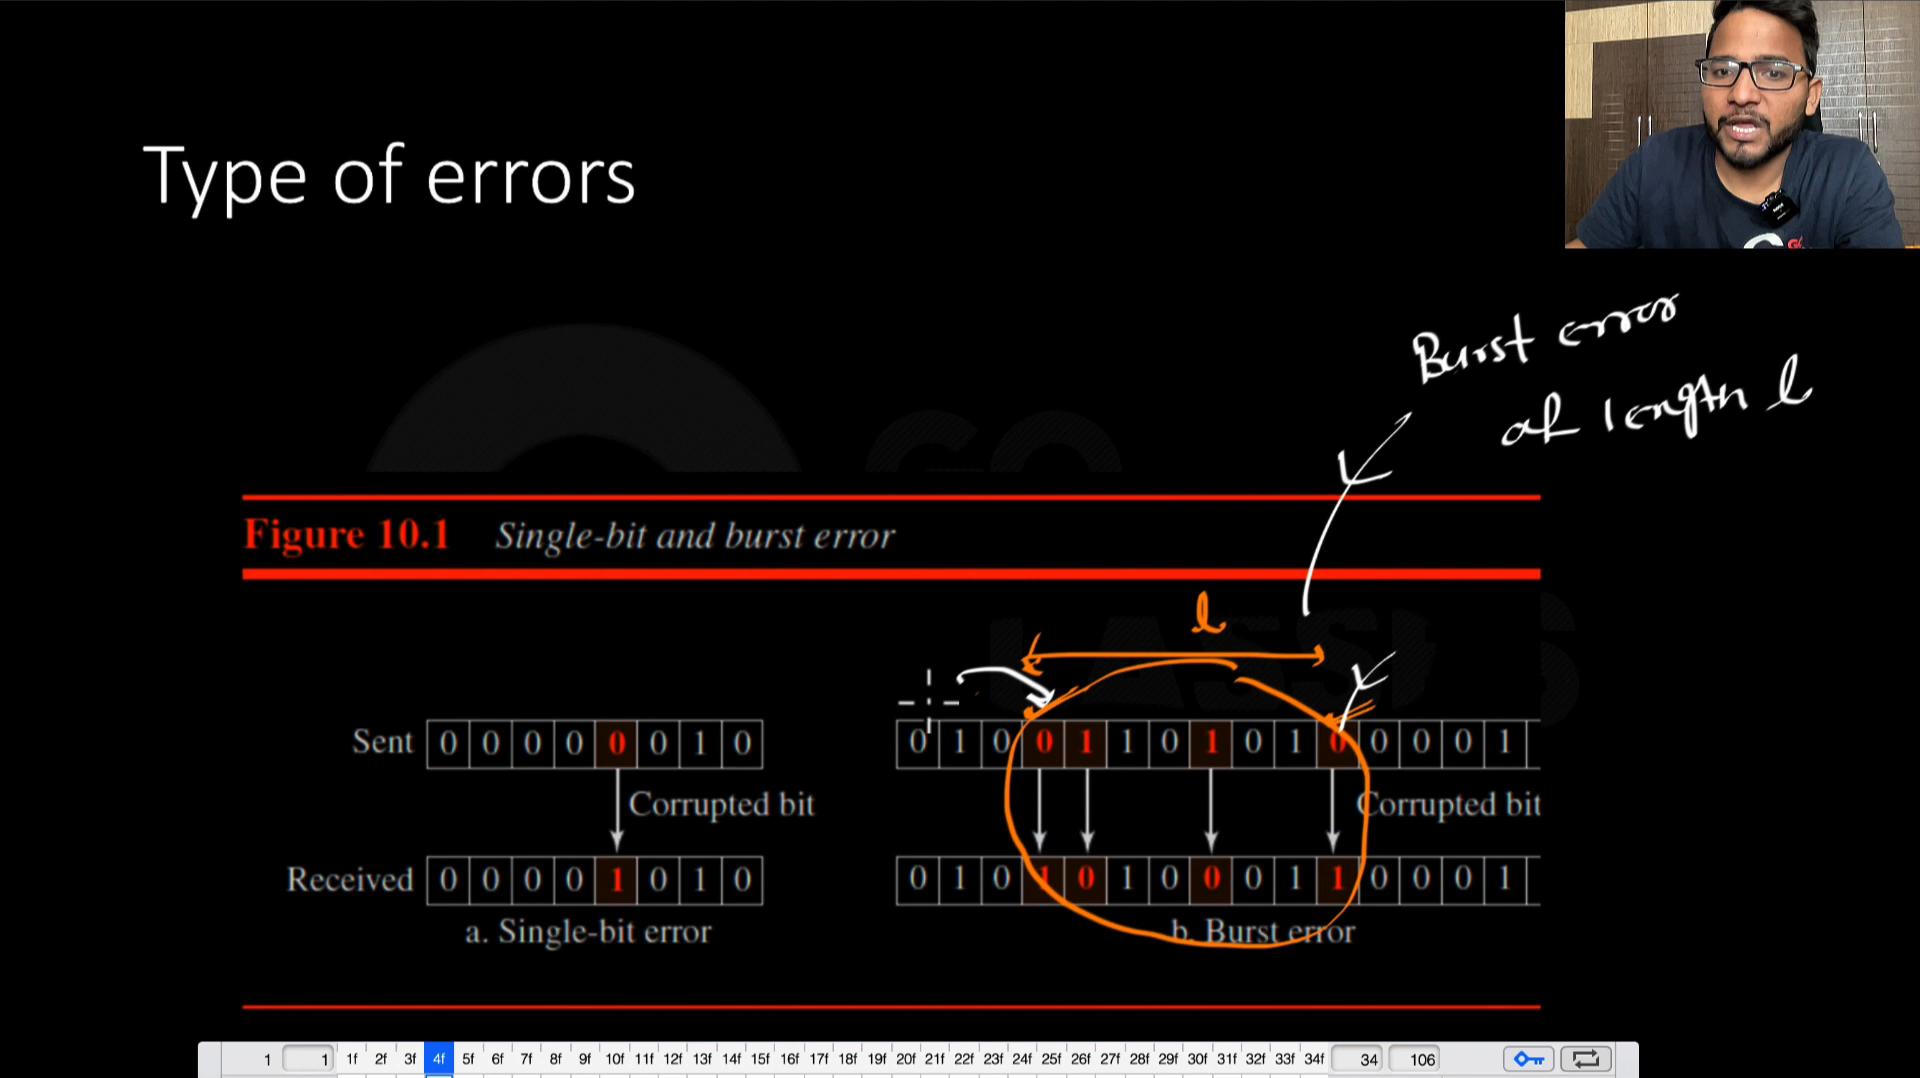 Type of errors
Burst error
of length l
GO
CLASSES
Figure 10.1 Single-bit and burst error
l
Sent 0 0 0 0 0 0 1 0
0 1 0 0 1 1 0 1 0 1 0 0 0 0 1
Corrupted bit
Corrupted bit
Received 0 0 0 0 1 0 1 0
0 1 0 1 0 1 0 0 0 1 1 0 0 0 1
a. Single-bit error
b. Burst error
1 1 1f 2f 3f 4f 5f 6f 7f 8f 9f 10f 11f 12f 13f 14f 15f 16f 17f 18f 19f 20f 21f 22f 23f 24f 25f 26f 27f 28f 29f 30f 31f 32f 33f 34f 34 106